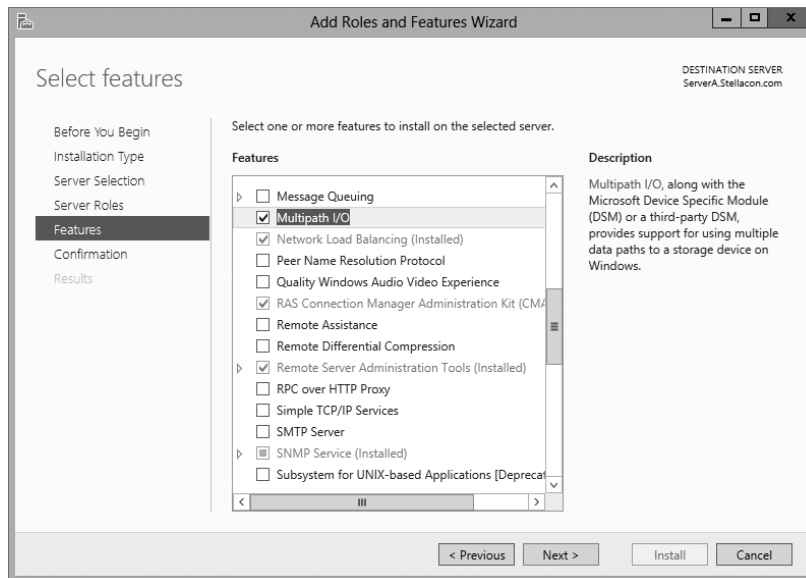 Add Roles and Features Wizard
Select features
DESTINATION SERVER
ServerA.Stellacon.com
Before You Begin
Installation Type
Server Selection
Server Roles
Features
Confirmation
Results
Select one or more features to install on the selected server.
Features
Message Queuing
Multipath I/O
Network Load Balancing (Installed)
Peer Name Resolution Protocol
Quality Windows Audio Video Experience
RAS Connection Manager Administration Kit (CMA
Remote Assistance
Remote Differential Compression
Remote Server Administration Tools (Installed)
RPC over HTTP Proxy
Simple TCP/IP Services
SMTP Server
SNMP Service (Installed)
Subsystem for UNIX-based Applications [Deprecat
Description
Multipath I/O, along with the
Microsoft Device Specific Module
(DSM) or a third-party DSM,
provides support for using multiple
data paths to a storage device on
Windows.
< Previous
Next >
Install
Cancel